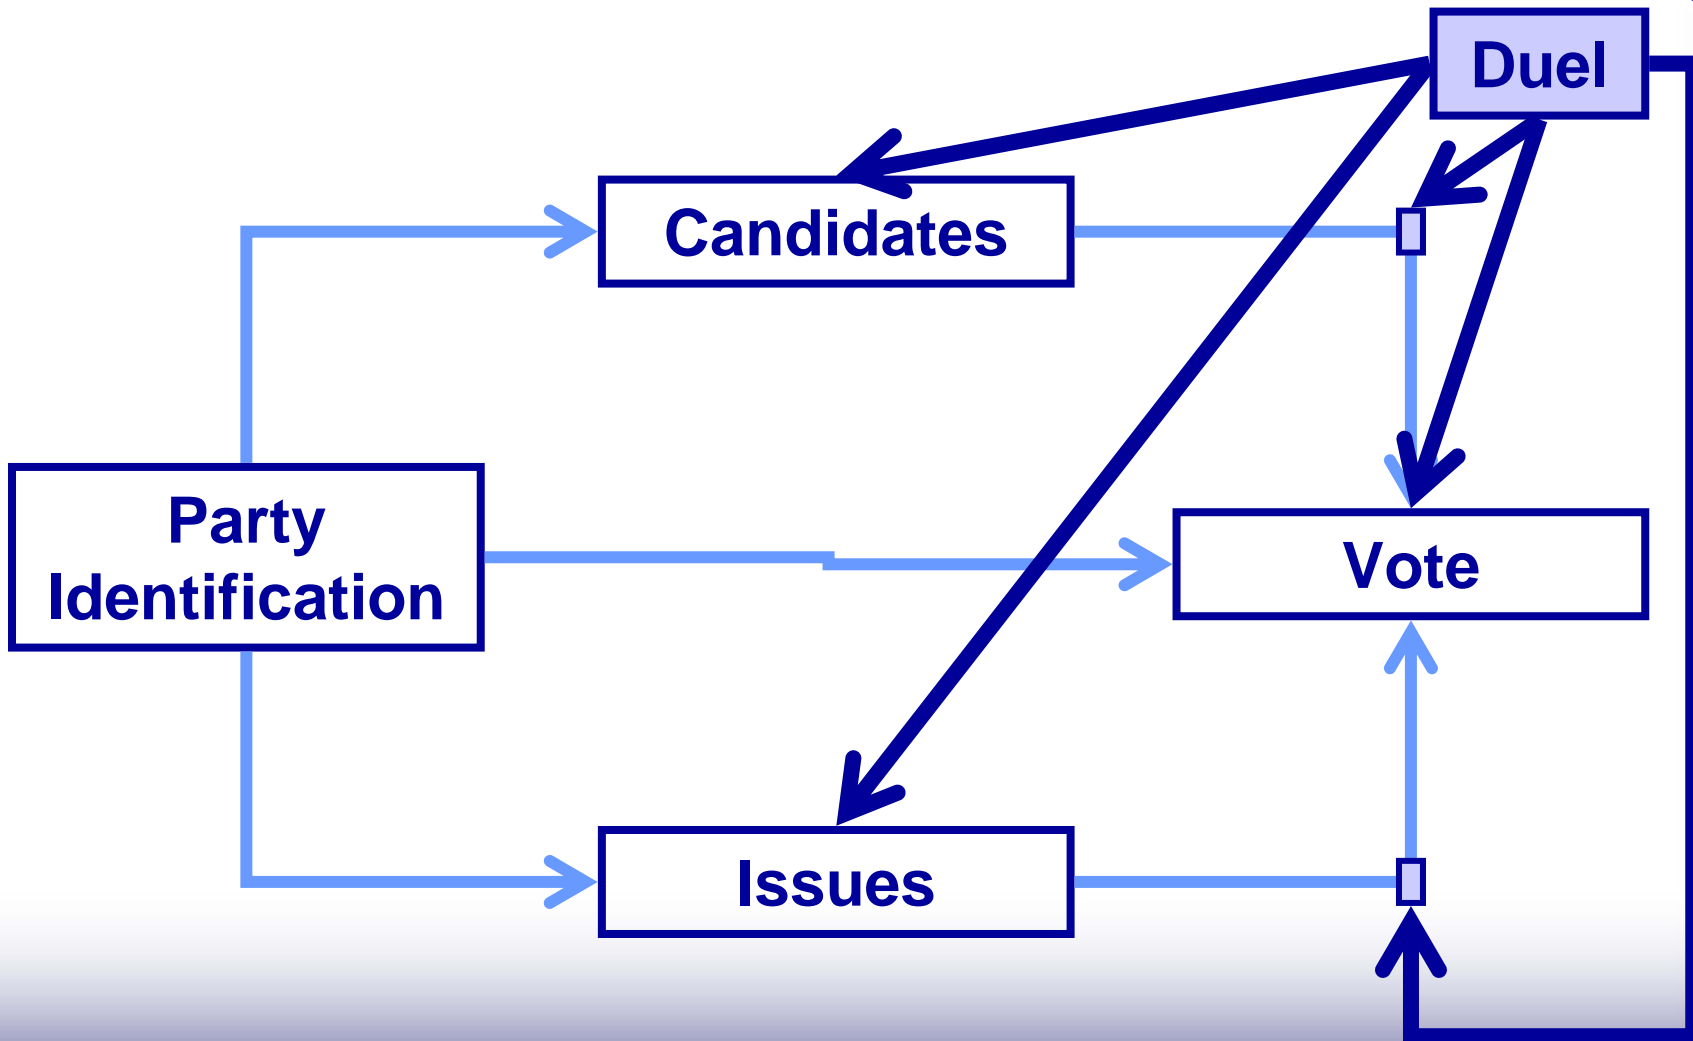 Duel
Candidates
Party
Identification
Vote
Issues